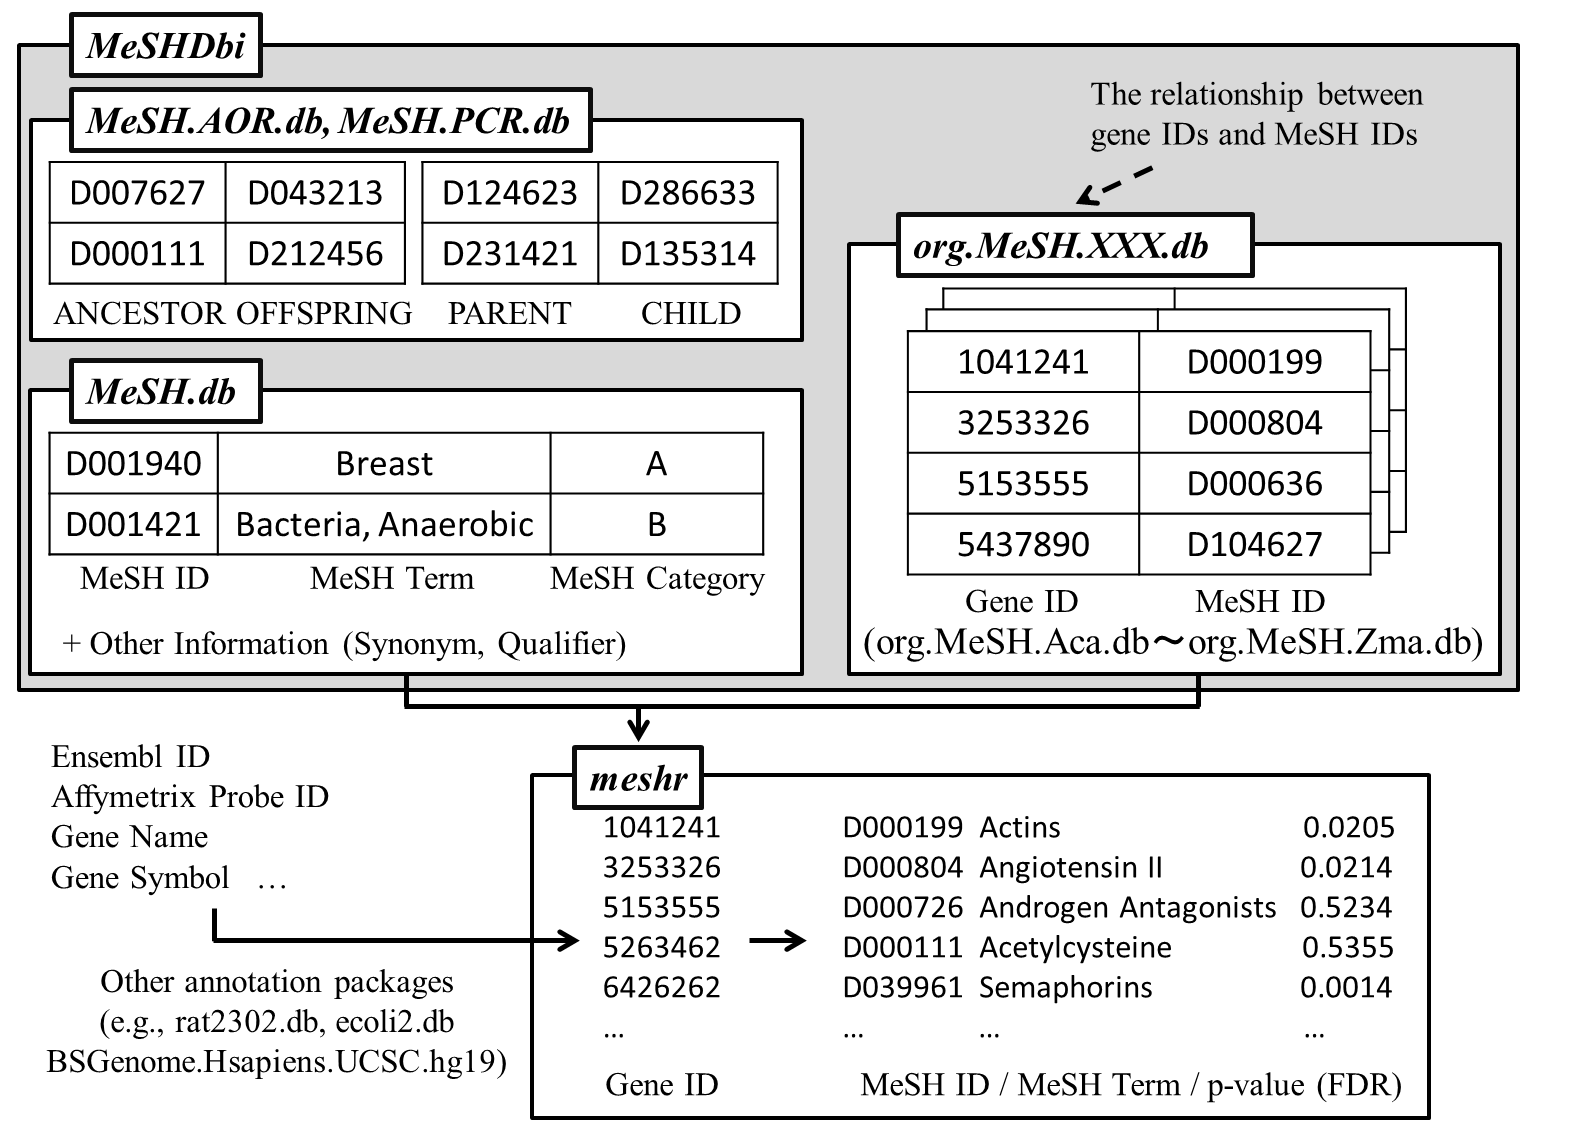 MeSHDbi
MeSH.AOR.db, MeSH.PCR.db
D007627 D043213 D124623 D286633
D000111 D212456 D231421 D135314
ANCESTOR OFFSPRING PARENT CHILD
MeSH.db
D001940 Breast A
D001421 Bacteria, Anaerobic B
MeSH ID MeSH Term MeSH Category
+ Other Information (Synonym, Qualifier)
The relationship between
gene IDs and MeSH IDs
org.MeSH.XXX.db
1041241 D000199
3253326 D000804
5153555 D000636
5437890 D104627
Gene ID MeSH ID
(org.MeSH.Aca.db～org.MeSH.Zma.db)
Ensembl ID
Affymetrix Probe ID
Gene Name
Gene Symbol …
Other annotation packages
(e.g., rat2302.db, ecoli2.db
BSGenome.Hsapiens.UCSC.hg19)
meshr
1041241 D000199 Actins 0.0205
3253326 D000804 Angiotensin II 0.0214
5153555 D000726 Androgen Antagonists 0.5234
5263462 D000111 Acetylcysteine 0.5355
6426262 D039961 Semaphorins 0.0014
… … … …
Gene ID MeSH ID / MeSH Term / p-value (FDR)